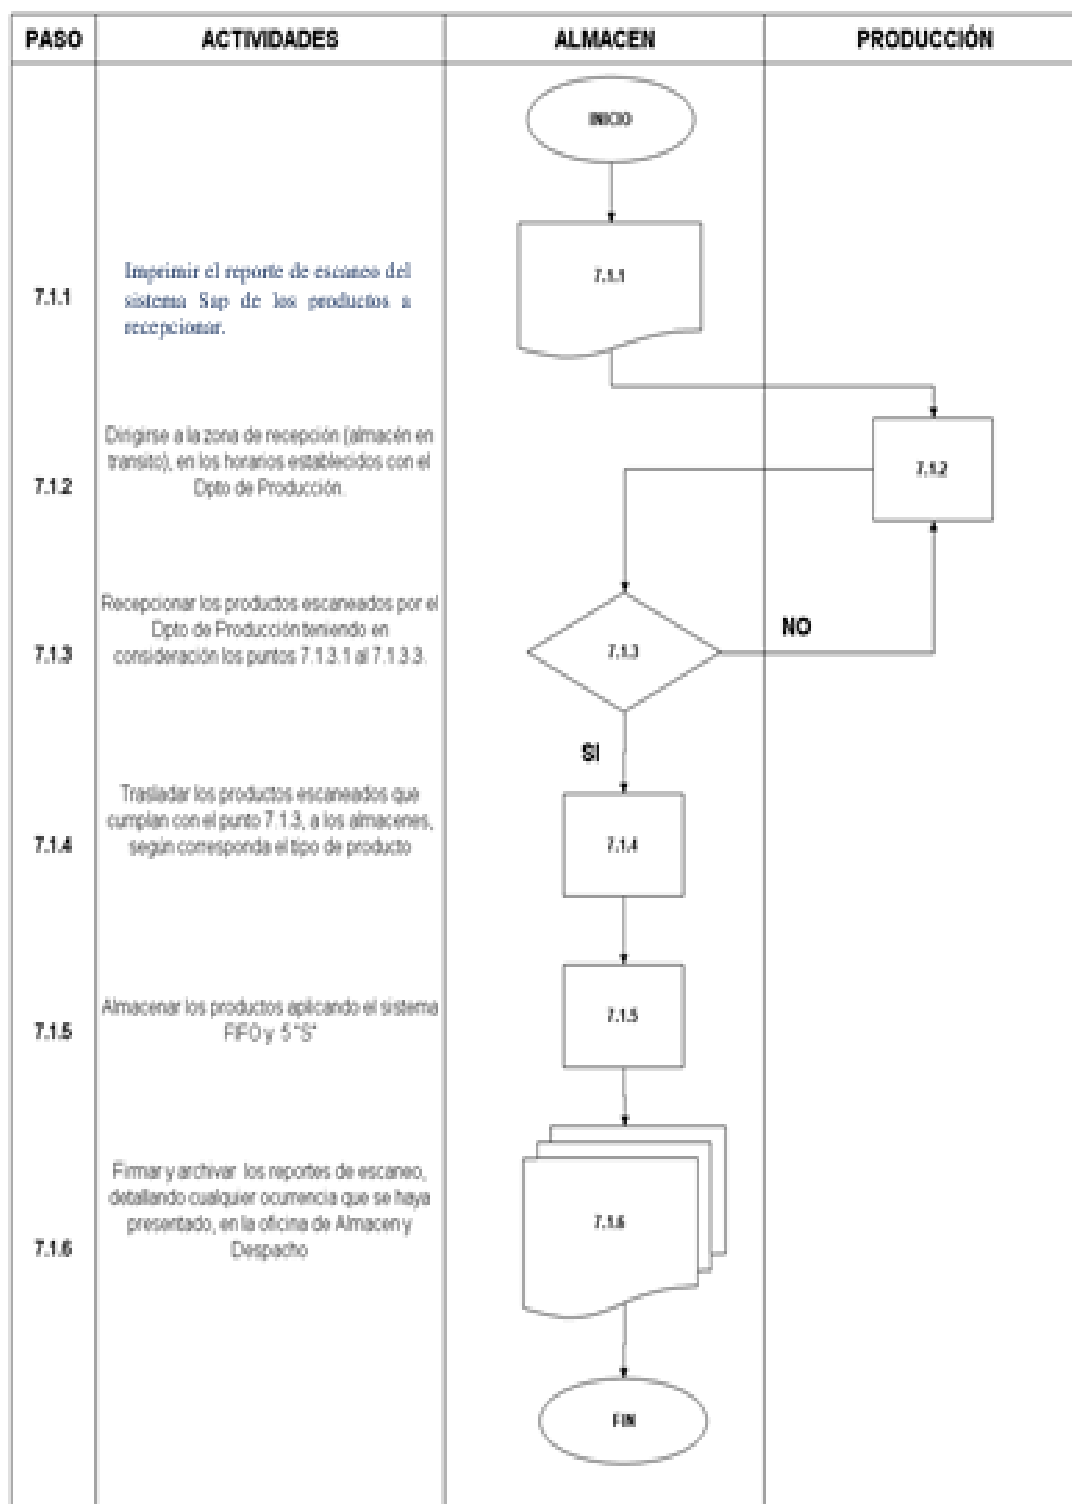 PASO ACTIVIDADES ALMACEN PRODUCCIÓN
INICIO
7.1.1
Imprimir el reporte de escaneo del
sistema Sap de los productos a
recepcionar.
7.1.1
Dirigirse a la zona de recepción (almacén en
transito), en los horarios establecidos con el
Dpto de Producción.
7.1.2
7.1.2
Recepcionar los productos escaneados por el
Dpto de Producción teniendo en
consideración los puntos 7.1.3.1 al 7.1.3.3.
7.1.3
7.1.3
NO
SI
Trasladar los productos escaneados que
cumplan con el punto 7.1.3, a los almacenes,
según corresponda el tipo de producto
7.1.4
7.1.4
Almacenar los productos aplicando el sistema
FIFO y 5 "S"
7.1.5
7.1.5
Firmar y archivar los reportes de escaneo,
detallando cualquier ocurrencia que se haya
presentado, en la oficina de Almacen y
Despacho
7.1.6
7.1.6
FIN